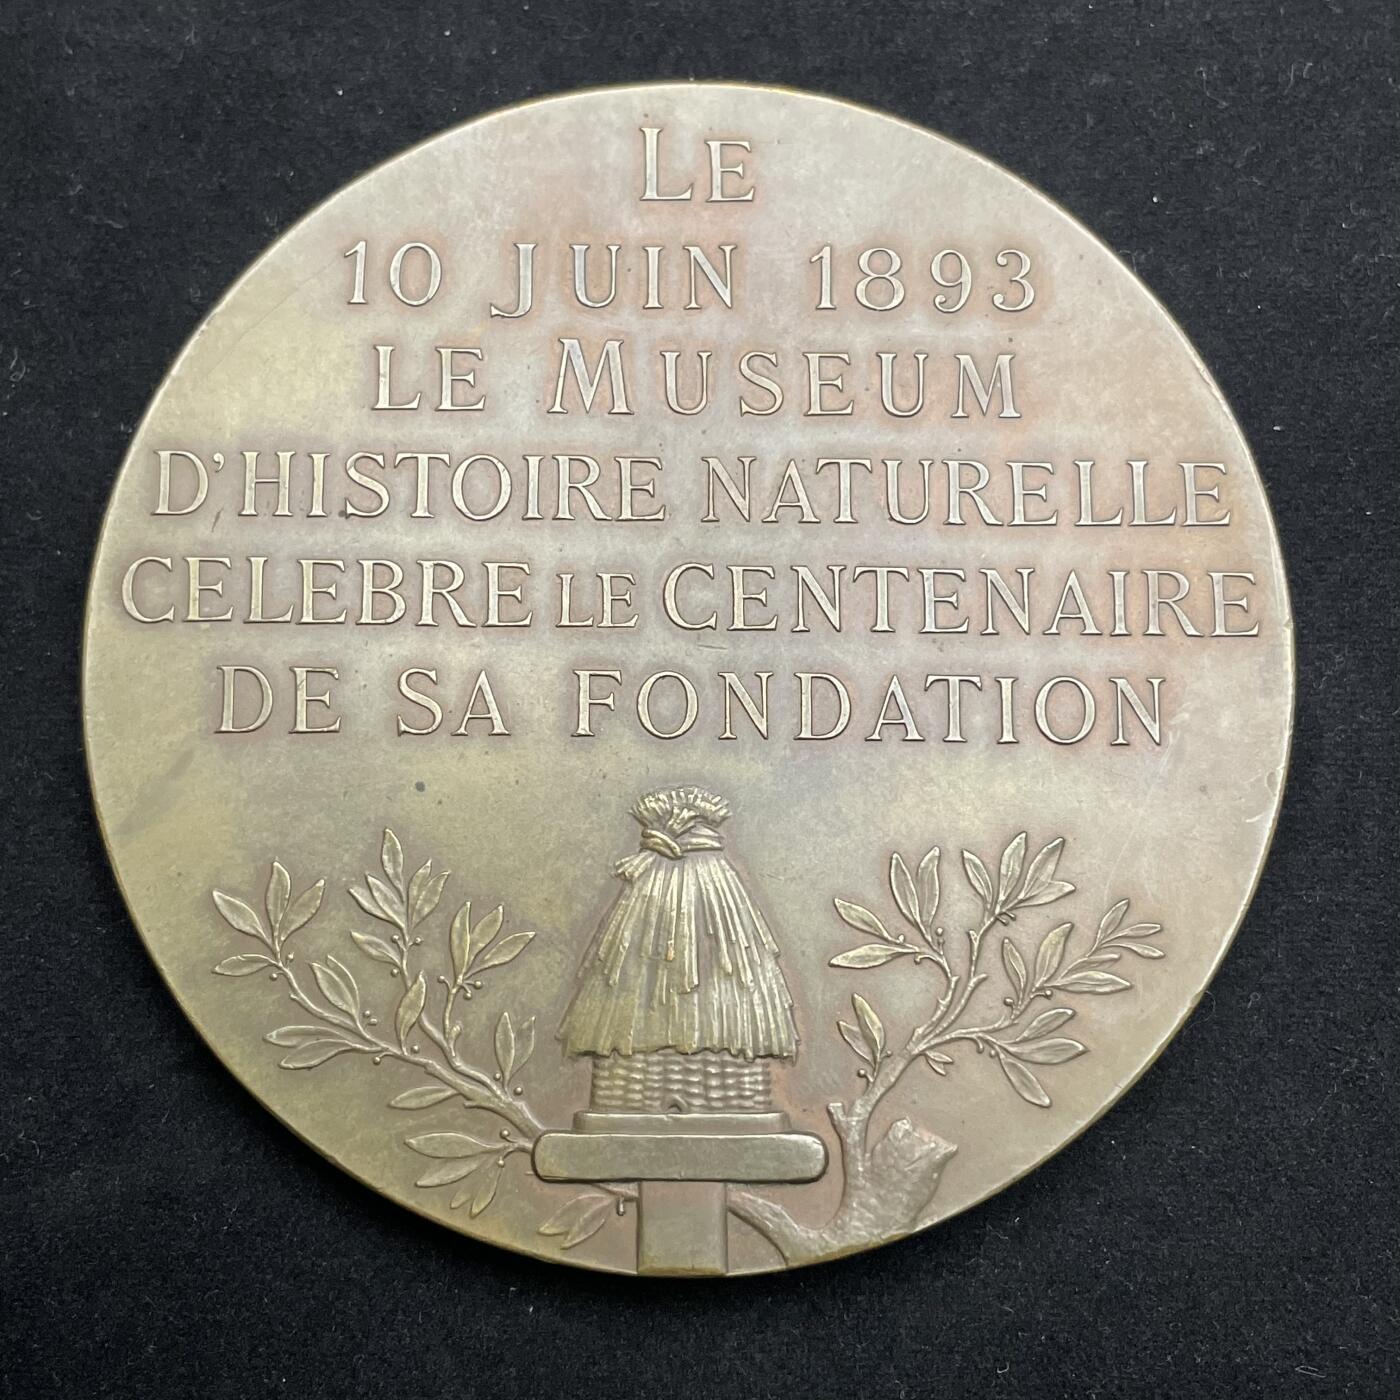 LE
10 JUIN 1893
LE MUSEUM
D'HISTOIRE NATURELLE
CELEBRE LE CENTENAIRE
DE SA FONDATION